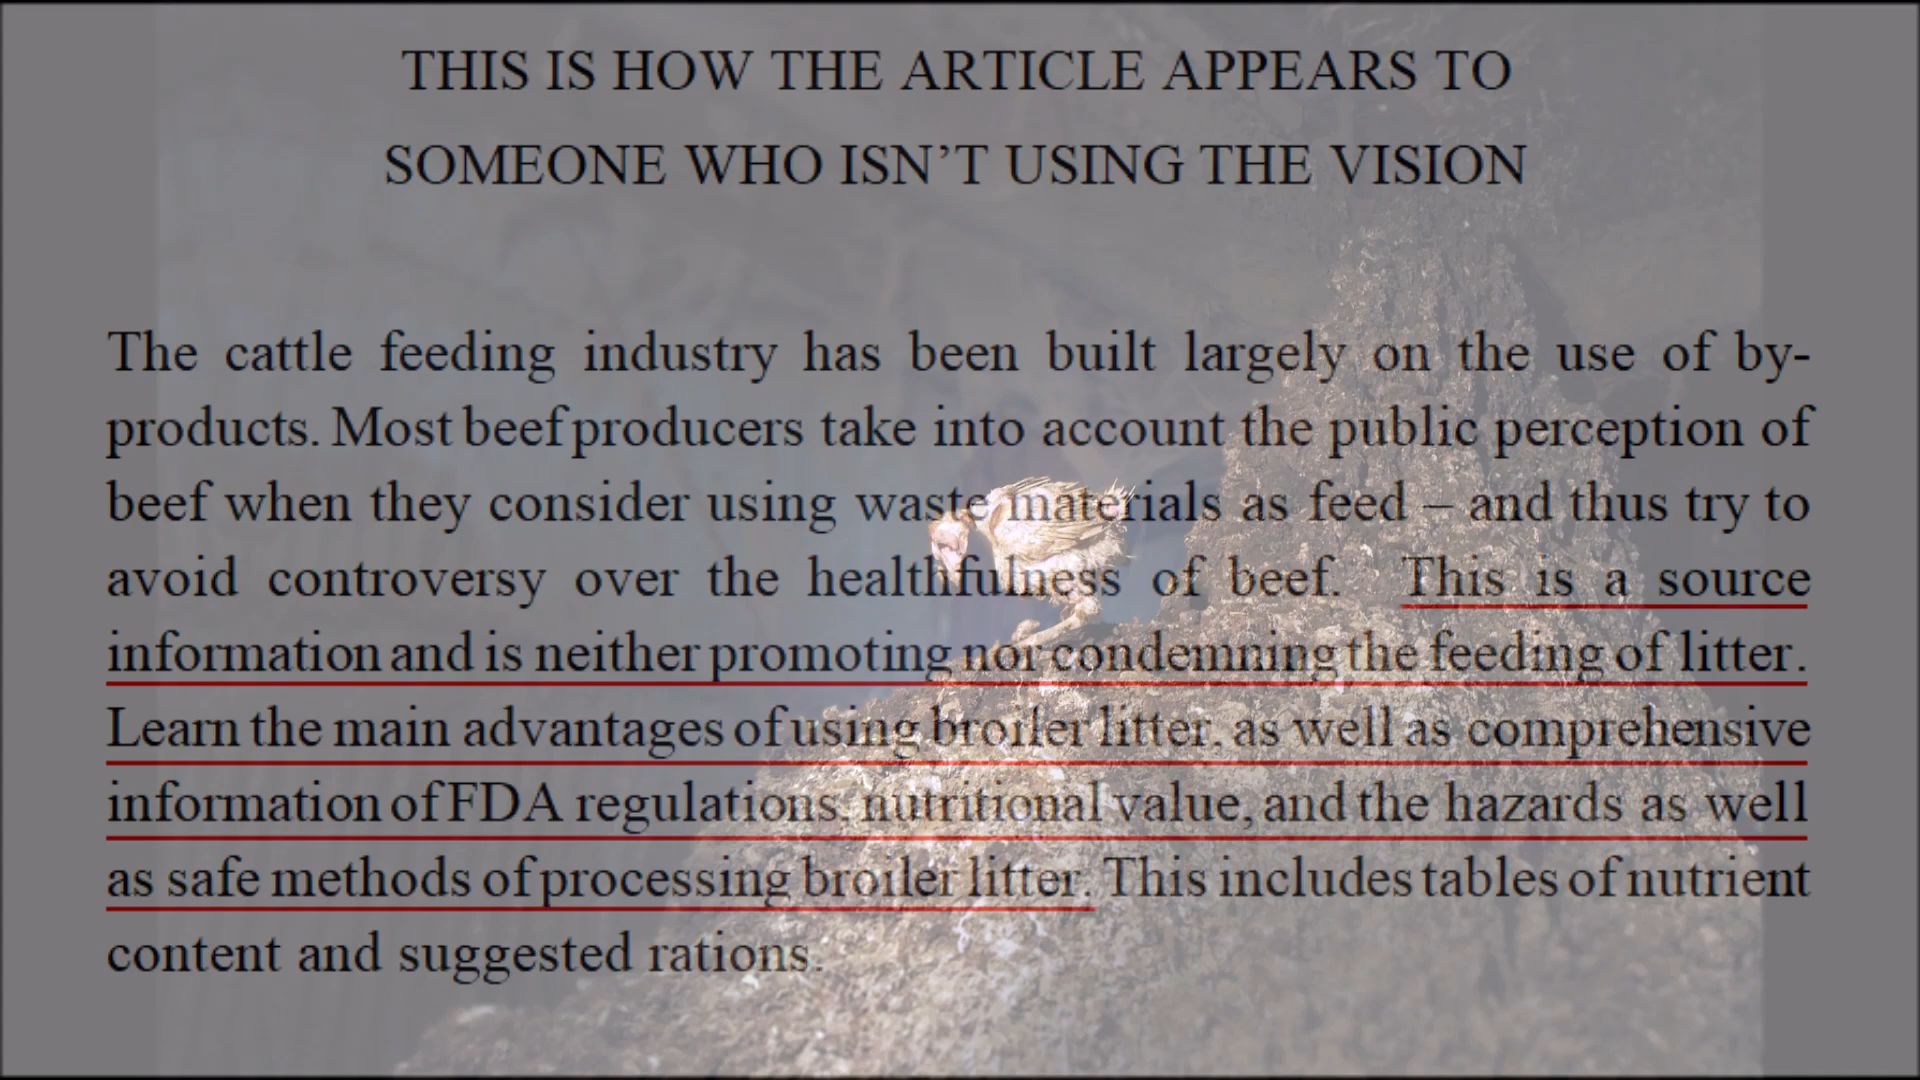 THIS IS HOW THE ARTICLE APPEARS TO
SOMEONE WHO ISN’T USING THE VISION
The cattle feeding industry has been built largely on the use of by-
products. Most beef producers take into account the public perception of
beef when they consider using waste materials as feed – and thus try to
avoid controversy over the healthfulness of beef. This is a source
information and is neither promoting nor condemning the feeding of litter.
Learn the main advantages of using broiler litter, as well as comprehensive
information of FDA regulations, nutritional value, and the hazards as well
as safe methods of processing broiler litter. This includes tables of nutrient
content and suggested rations.